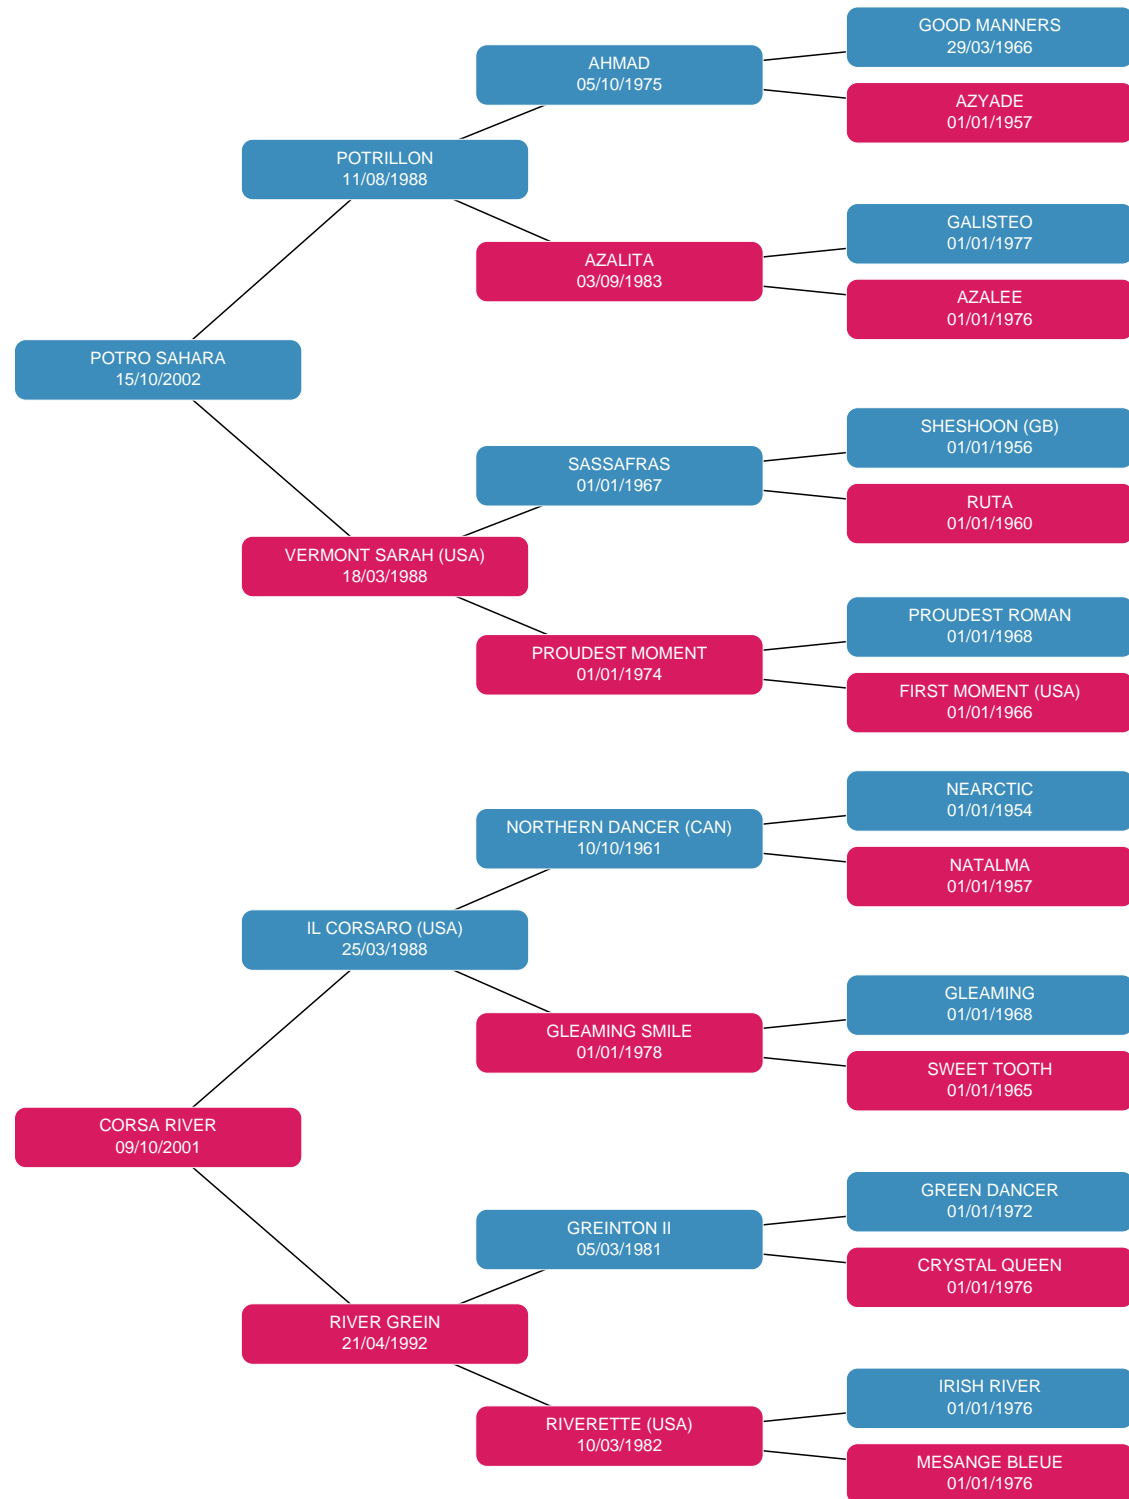 GOOD MANNERS
29/03/1966
AHMAD
05/10/1975
AZYADE
01/01/1957
POTRILLON
11/08/1988
GALISTEO
01/01/1977
AZALITA
03/09/1983
AZALEE
01/01/1976
POTRO SAHARA
15/10/2002
SHESHOON (GB)
01/01/1956
SASSAFRAS
01/01/1967
RUTA
01/01/1960
VERMONT SARAH (USA)
18/03/1988
PROUDEST ROMAN
01/01/1968
PROUDEST MOMENT
01/01/1974
FIRST MOMENT (USA)
01/01/1966
NEARCTIC
01/01/1954
NORTHERN DANCER (CAN)
10/10/1961
NATALMA
01/01/1957
IL CORSARO (USA)
25/03/1988
GLEAMING
01/01/1968
GLEAMING SMILE
01/01/1978
SWEET TOOTH
01/01/1965
CORSA RIVER
09/10/2001
GREEN DANCER
01/01/1972
GREINTON II
05/03/1981
CRYSTAL QUEEN
01/01/1976
RIVER GREIN
21/04/1992
IRISH RIVER
01/01/1976
RIVERETTE (USA)
10/03/1982
MESANGE BLEUE
01/01/1976